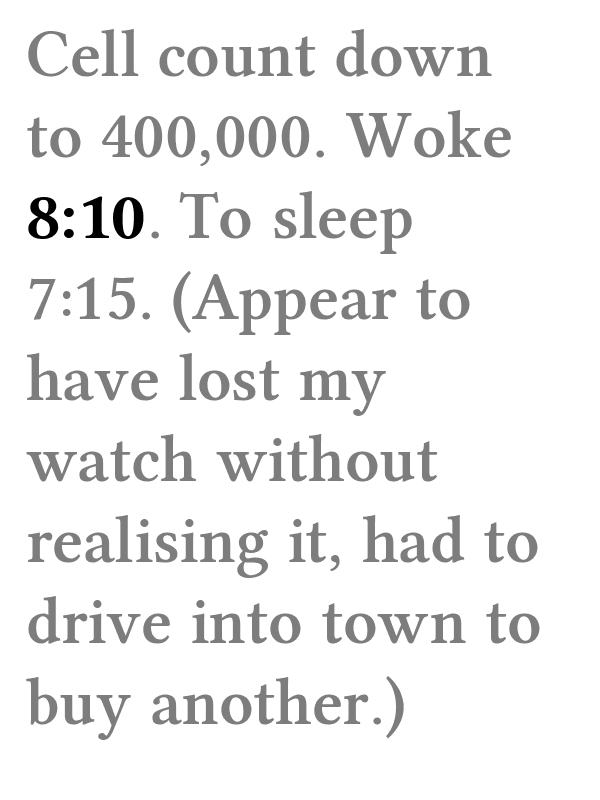 Cell count down
to 400,000. Woke
8:10. To sleep
7:15. (Appear to
have lost my
watch without
realising it, had to
drive into town to
buy another.)